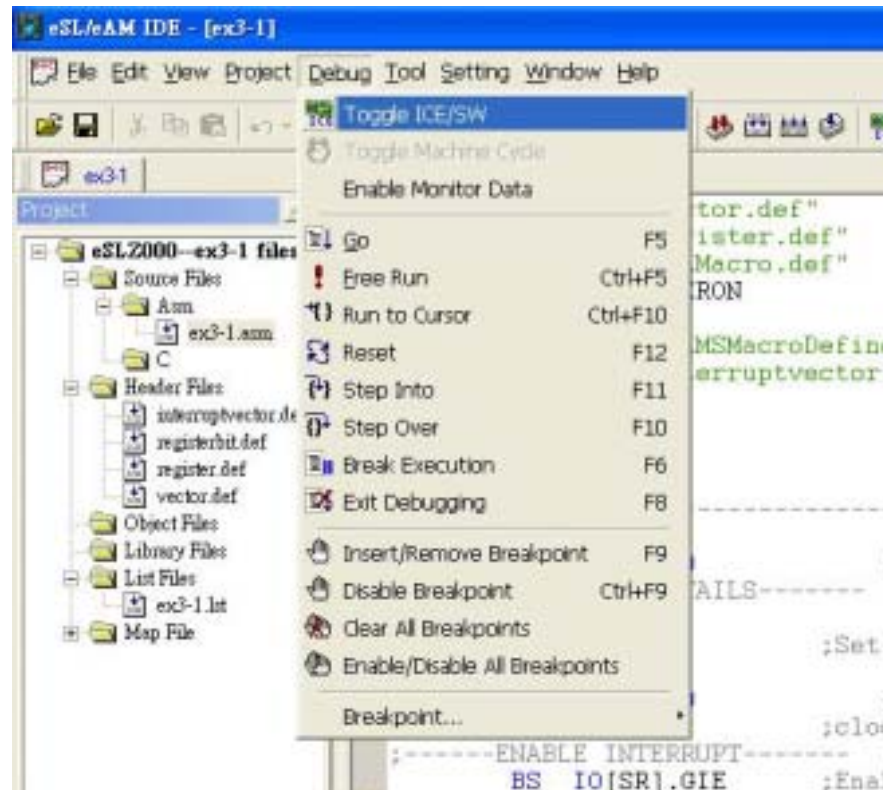 eSL/eAM IDE - [ex3-1]
File Edit View Project Debug Tool Setting Window Help
ex3-1
Project
eSLZ000--ex3-1 files
Source Files
Asm
ex3-1.asm
C
Header Files
interruptvector.de
registerbit.def
register.def
vector.def
Object Files
Library Files
List Files
ex3-1.lst
Map File
Toggle ICE/SW
Toggle Machine Cycle
Enable Monitor Data
Go F5
Free Run Ctrl+F5
Run to Cursor Ctrl+F10
Reset F12
Step Into F11
Step Over F10
Break Execution F6
Exit Debugging F8
Insert/Remove Breakpoint F9
Disable Breakpoint Ctrl+F9
Clear All Breakpoints
Enable/Disable All Breakpoints
Breakpoint...
tor.def"
ister.def"
Macro.def"
RON
MSMacroDefine
erruptvector
-------------
AILS-------
;Set
;cloc
;------ENABLE INTERRUPT-------
BS IO[SR].GIE ;Ena